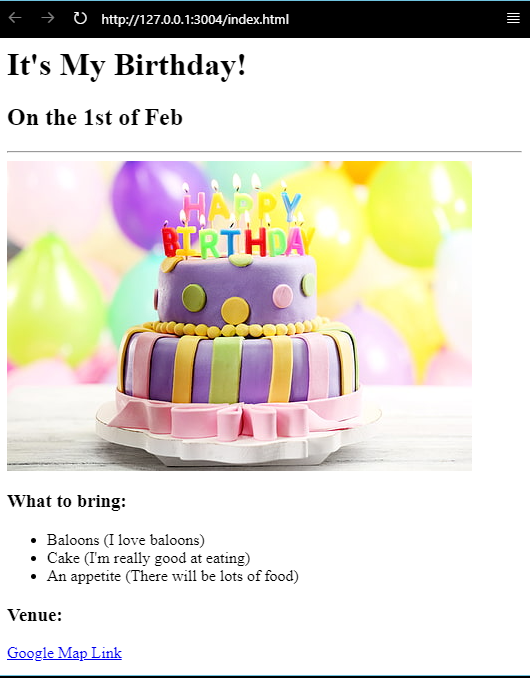 http://127.0.0.1:3004/index.html
It's My Birthday!
On the 1st of Feb
HAPPY
BIRTHDAY
What to bring:
Baloons (I love baloons)
Cake (I'm really good at eating)
An appetite (There will be lots of food)
Venue:
Google Map Link